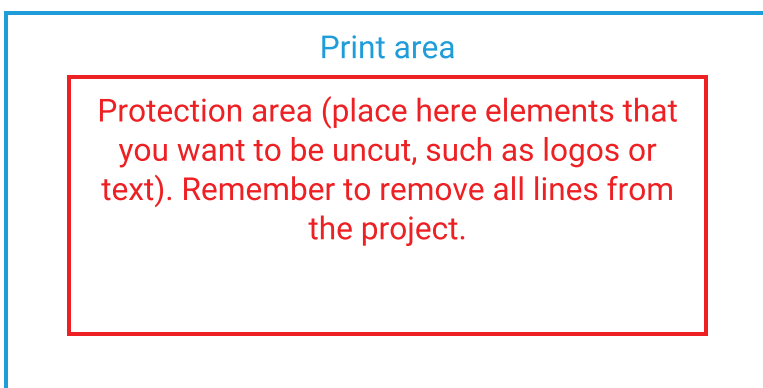 Print area
Protection area (place here elements that
you want to be uncut, such as logos or
text). Remember to remove all lines from
the project.